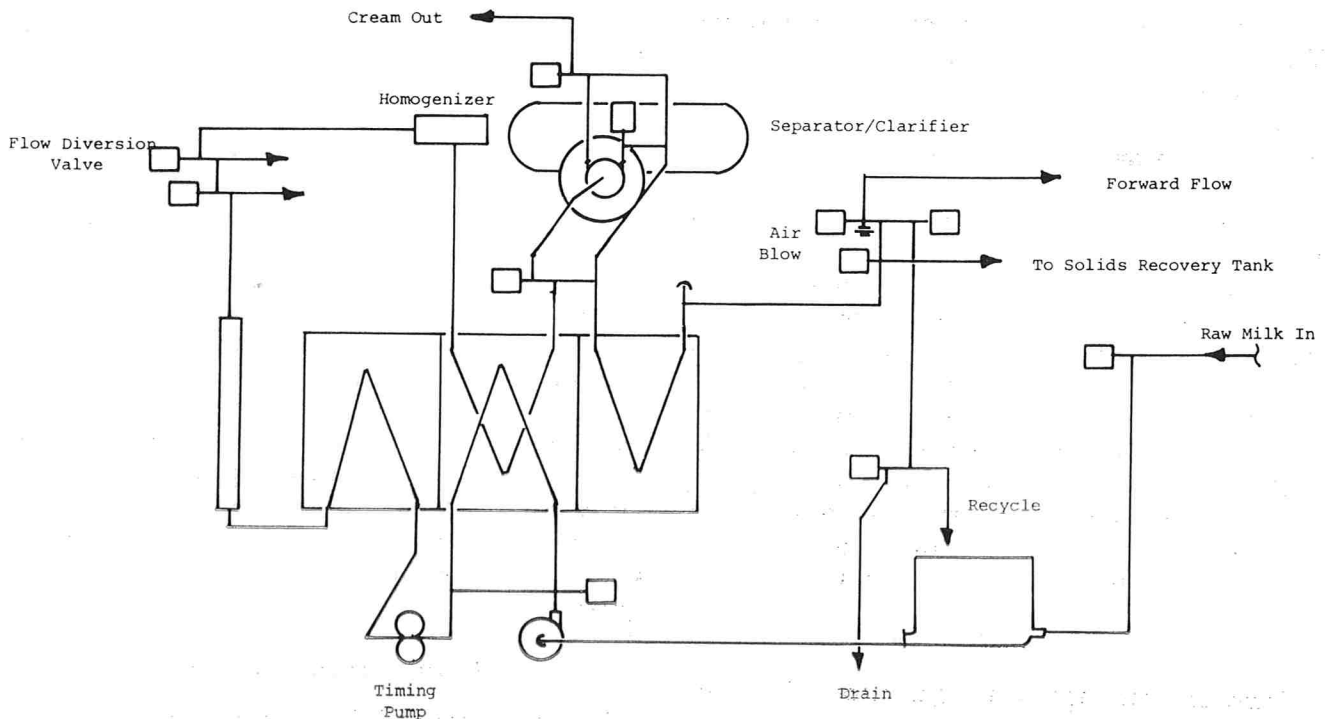 Cream Out
Homogenizer
Separator/Clarifier
Flow Diversion
Valve
Forward Flow
Air
Blow
To Solids Recovery Tank
Raw Milk In
Recycle
Timing
Pump
Drain